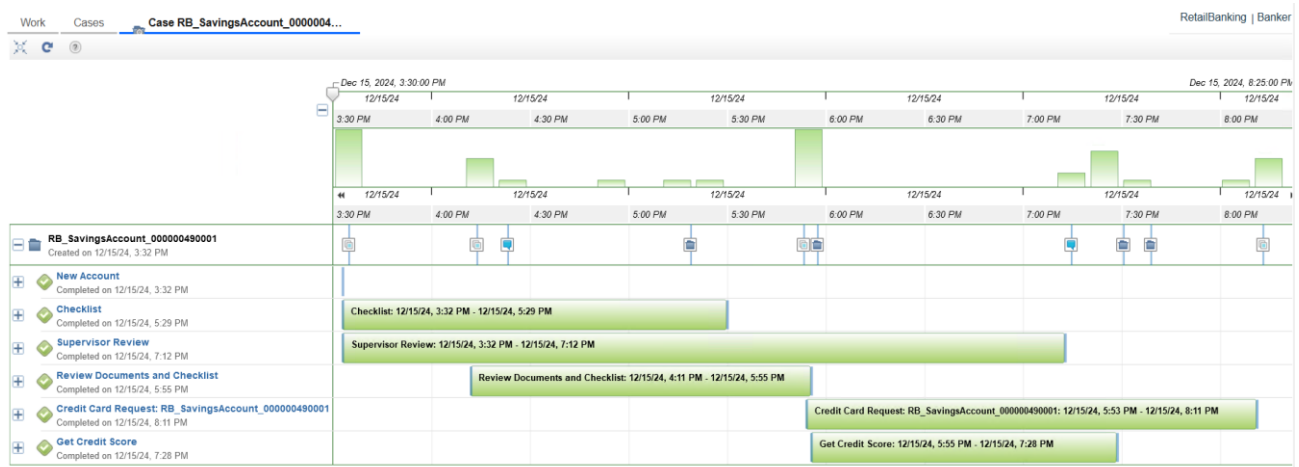 Work Cases Case RB_SavingsAccount_0000004... RetailBanking | Banker
Dec 15, 2024, 3:30:00 PM Dec 15, 2024, 8:25:00 PM
12/15/24 12/15/24 12/15/24 12/15/24 12/15/24 12/15/24
3:30 PM 4:00 PM 4:30 PM 5:00 PM 5:30 PM 6:00 PM 6:30 PM 7:00 PM 7:30 PM 8:00 PM
12/15/24 12/15/24 12/15/24 12/15/24 12/15/24 12/15/24
3:30 PM 4:00 PM 4:30 PM 5:00 PM 5:30 PM 6:00 PM 6:30 PM 7:00 PM 7:30 PM 8:00 PM
RB_SavingsAccount_000000490001
Created on 12/15/24, 3:32 PM
New Account
Completed on 12/15/24, 3:32 PM
Checklist
Completed on 12/15/24, 5:29 PM
Checklist: 12/15/24, 3:32 PM - 12/15/24, 5:29 PM
Supervisor Review
Completed on 12/15/24, 7:12 PM
Supervisor Review: 12/15/24, 3:32 PM - 12/15/24, 7:12 PM
Review Documents and Checklist
Completed on 12/15/24, 5:55 PM
Review Documents and Checklist: 12/15/24, 4:11 PM - 12/15/24, 5:55 PM
Credit Card Request: RB_SavingsAccount_000000490001
Completed on 12/15/24, 8:11 PM
Credit Card Request: RB_SavingsAccount_000000490001: 12/15/24, 5:53 PM - 12/15/24, 8:11 PM
Get Credit Score
Completed on 12/15/24, 7:28 PM
Get Credit Score: 12/15/24, 5:55 PM - 12/15/24, 7:28 PM